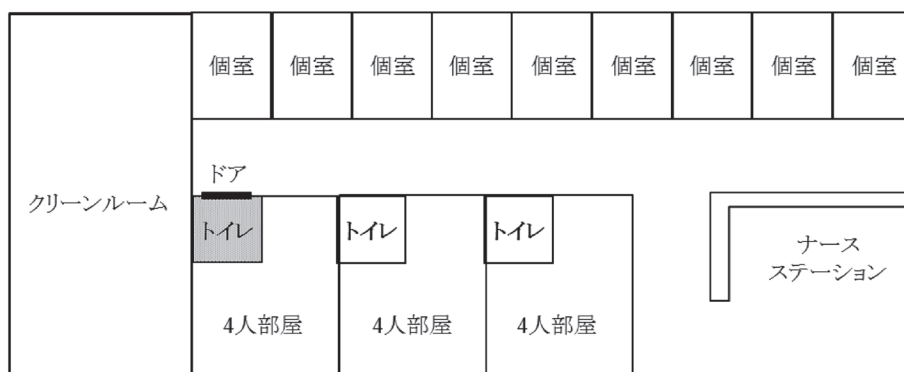 個室 個室 個室 個室 個室 個室 個室 個室 個室
ドア
クリーンルーム
トイレ トイレ トイレ
ナース
ステーション
4人部屋 4人部屋 4人部屋